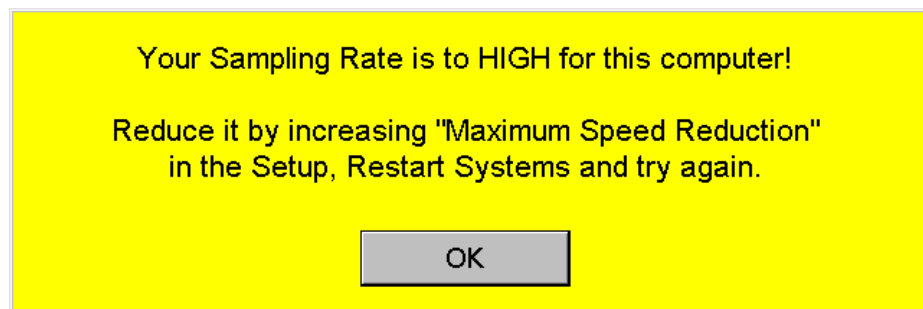 Your Sampling Rate is to HIGH for this computer!
Reduce it by increasing "Maximum Speed Reduction"
in the Setup, Restart Systems and try again.
OK